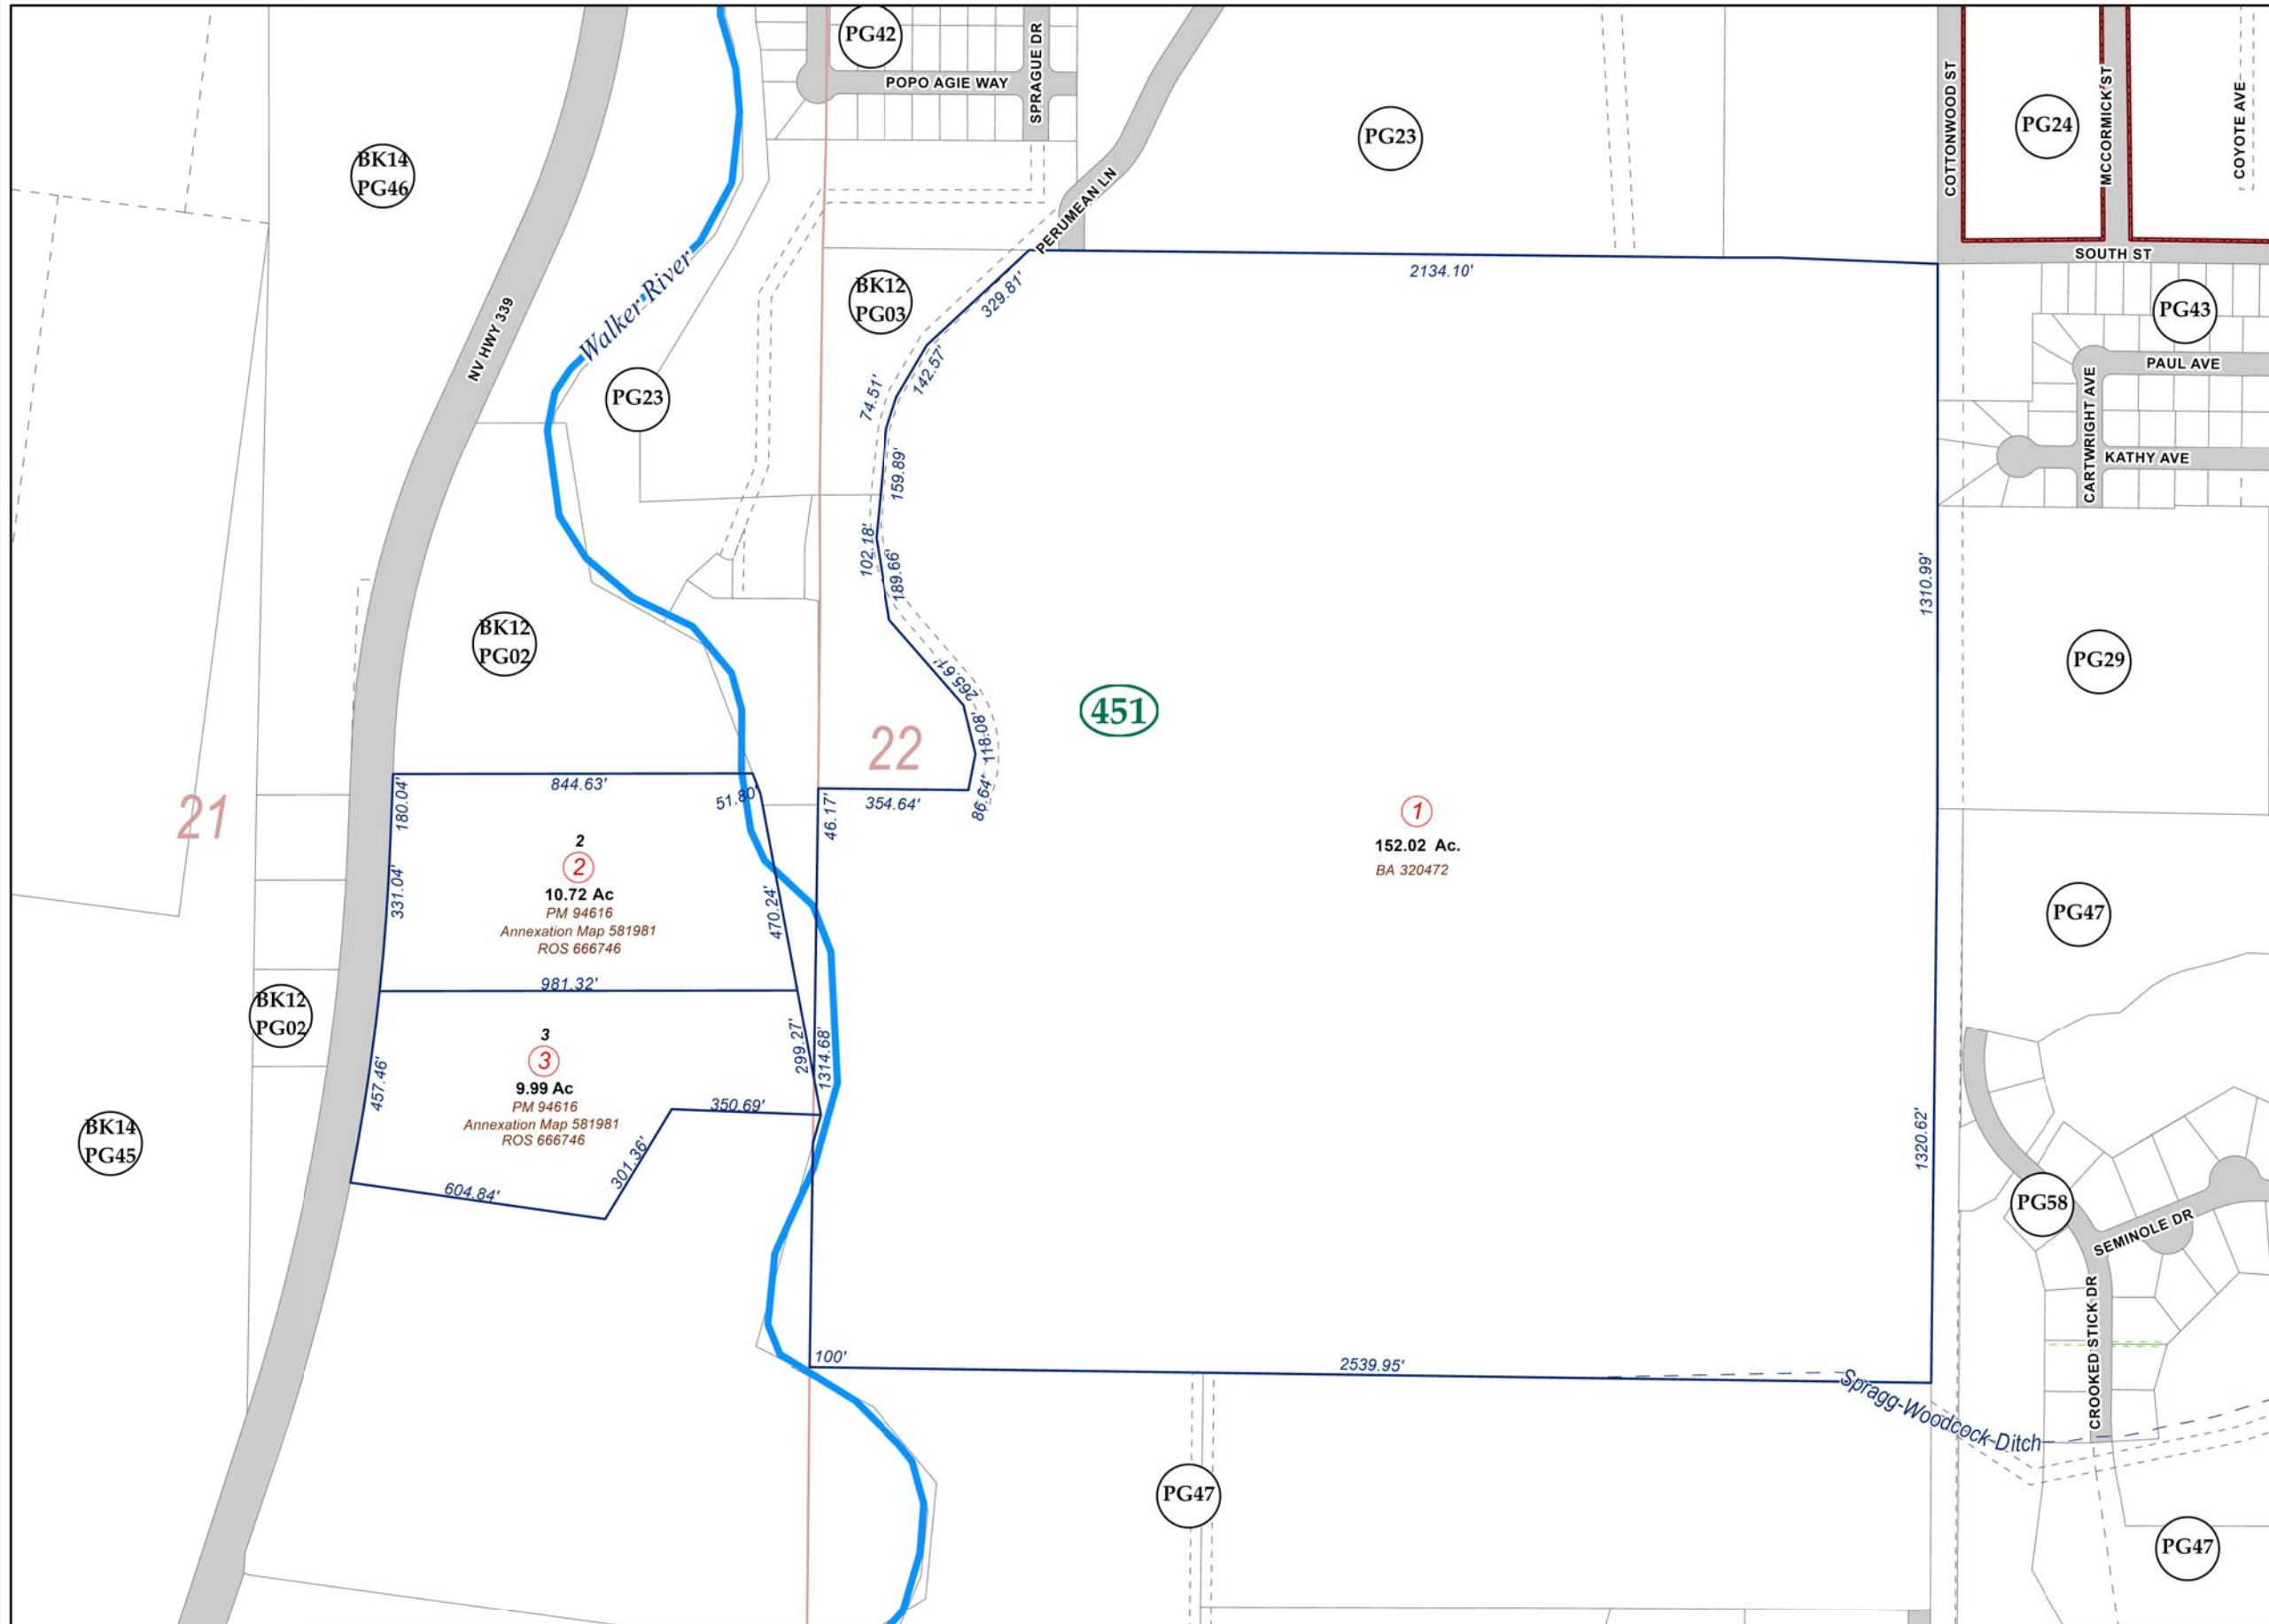 PG42
POPO AGIE WAY
SPRAGUE DR
PERUMEAN LN
PG23
COTTONWOOD ST
PG24
MCCORMICK ST
COYOTE AVE
SOUTH ST
BK14
PG46
NV HWY 339
Walker River
PG23
BK12
PG03
2134.10'
329.81'
142.57'
74.51'
159.89'
102.18'
189.66'
265.61'
118.08'
86.64'
354.64'
46.17'
PG43
PAUL AVE
CARTWRIGHT AVE
KATHY AVE
1310.99'
PG29
BK12
PG02
451
22
21
844.63'
51.80'
180.04'
331.04'
2
2
10.72 Ac
PM 94616
Annexation Map 581981
ROS 666746
470.24'
981.32'
1
152.02 Ac.
BA 320472
PG47
BK12
PG02
3
3
9.99 Ac
PM 94616
Annexation Map 581981
ROS 666746
457.46'
299.27'
1314.68'
350.69'
301.36'
604.84'
BK14
PG45
1320.62'
PG58
SEMINOLE DR
CROOKED STICK DR
100'
2539.95'
Spragg-Woodcock Ditch
PG47
PG47